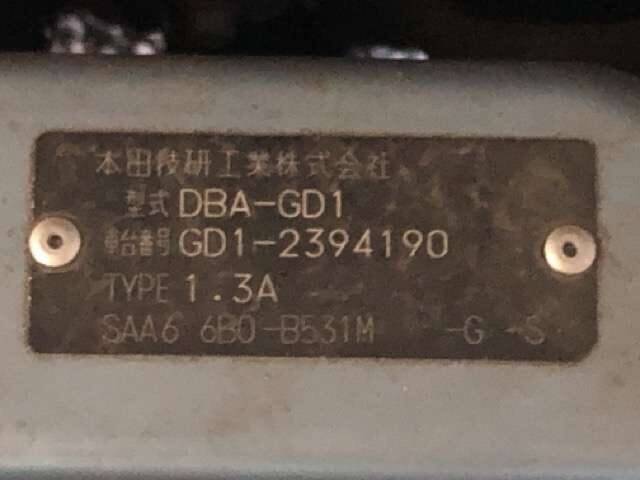 本田技研工業株式会社
型式 DBA-GD1
車台番号 GD1-2394190
TYPE 1.3A
SAA6 6B0-B531M -G -S